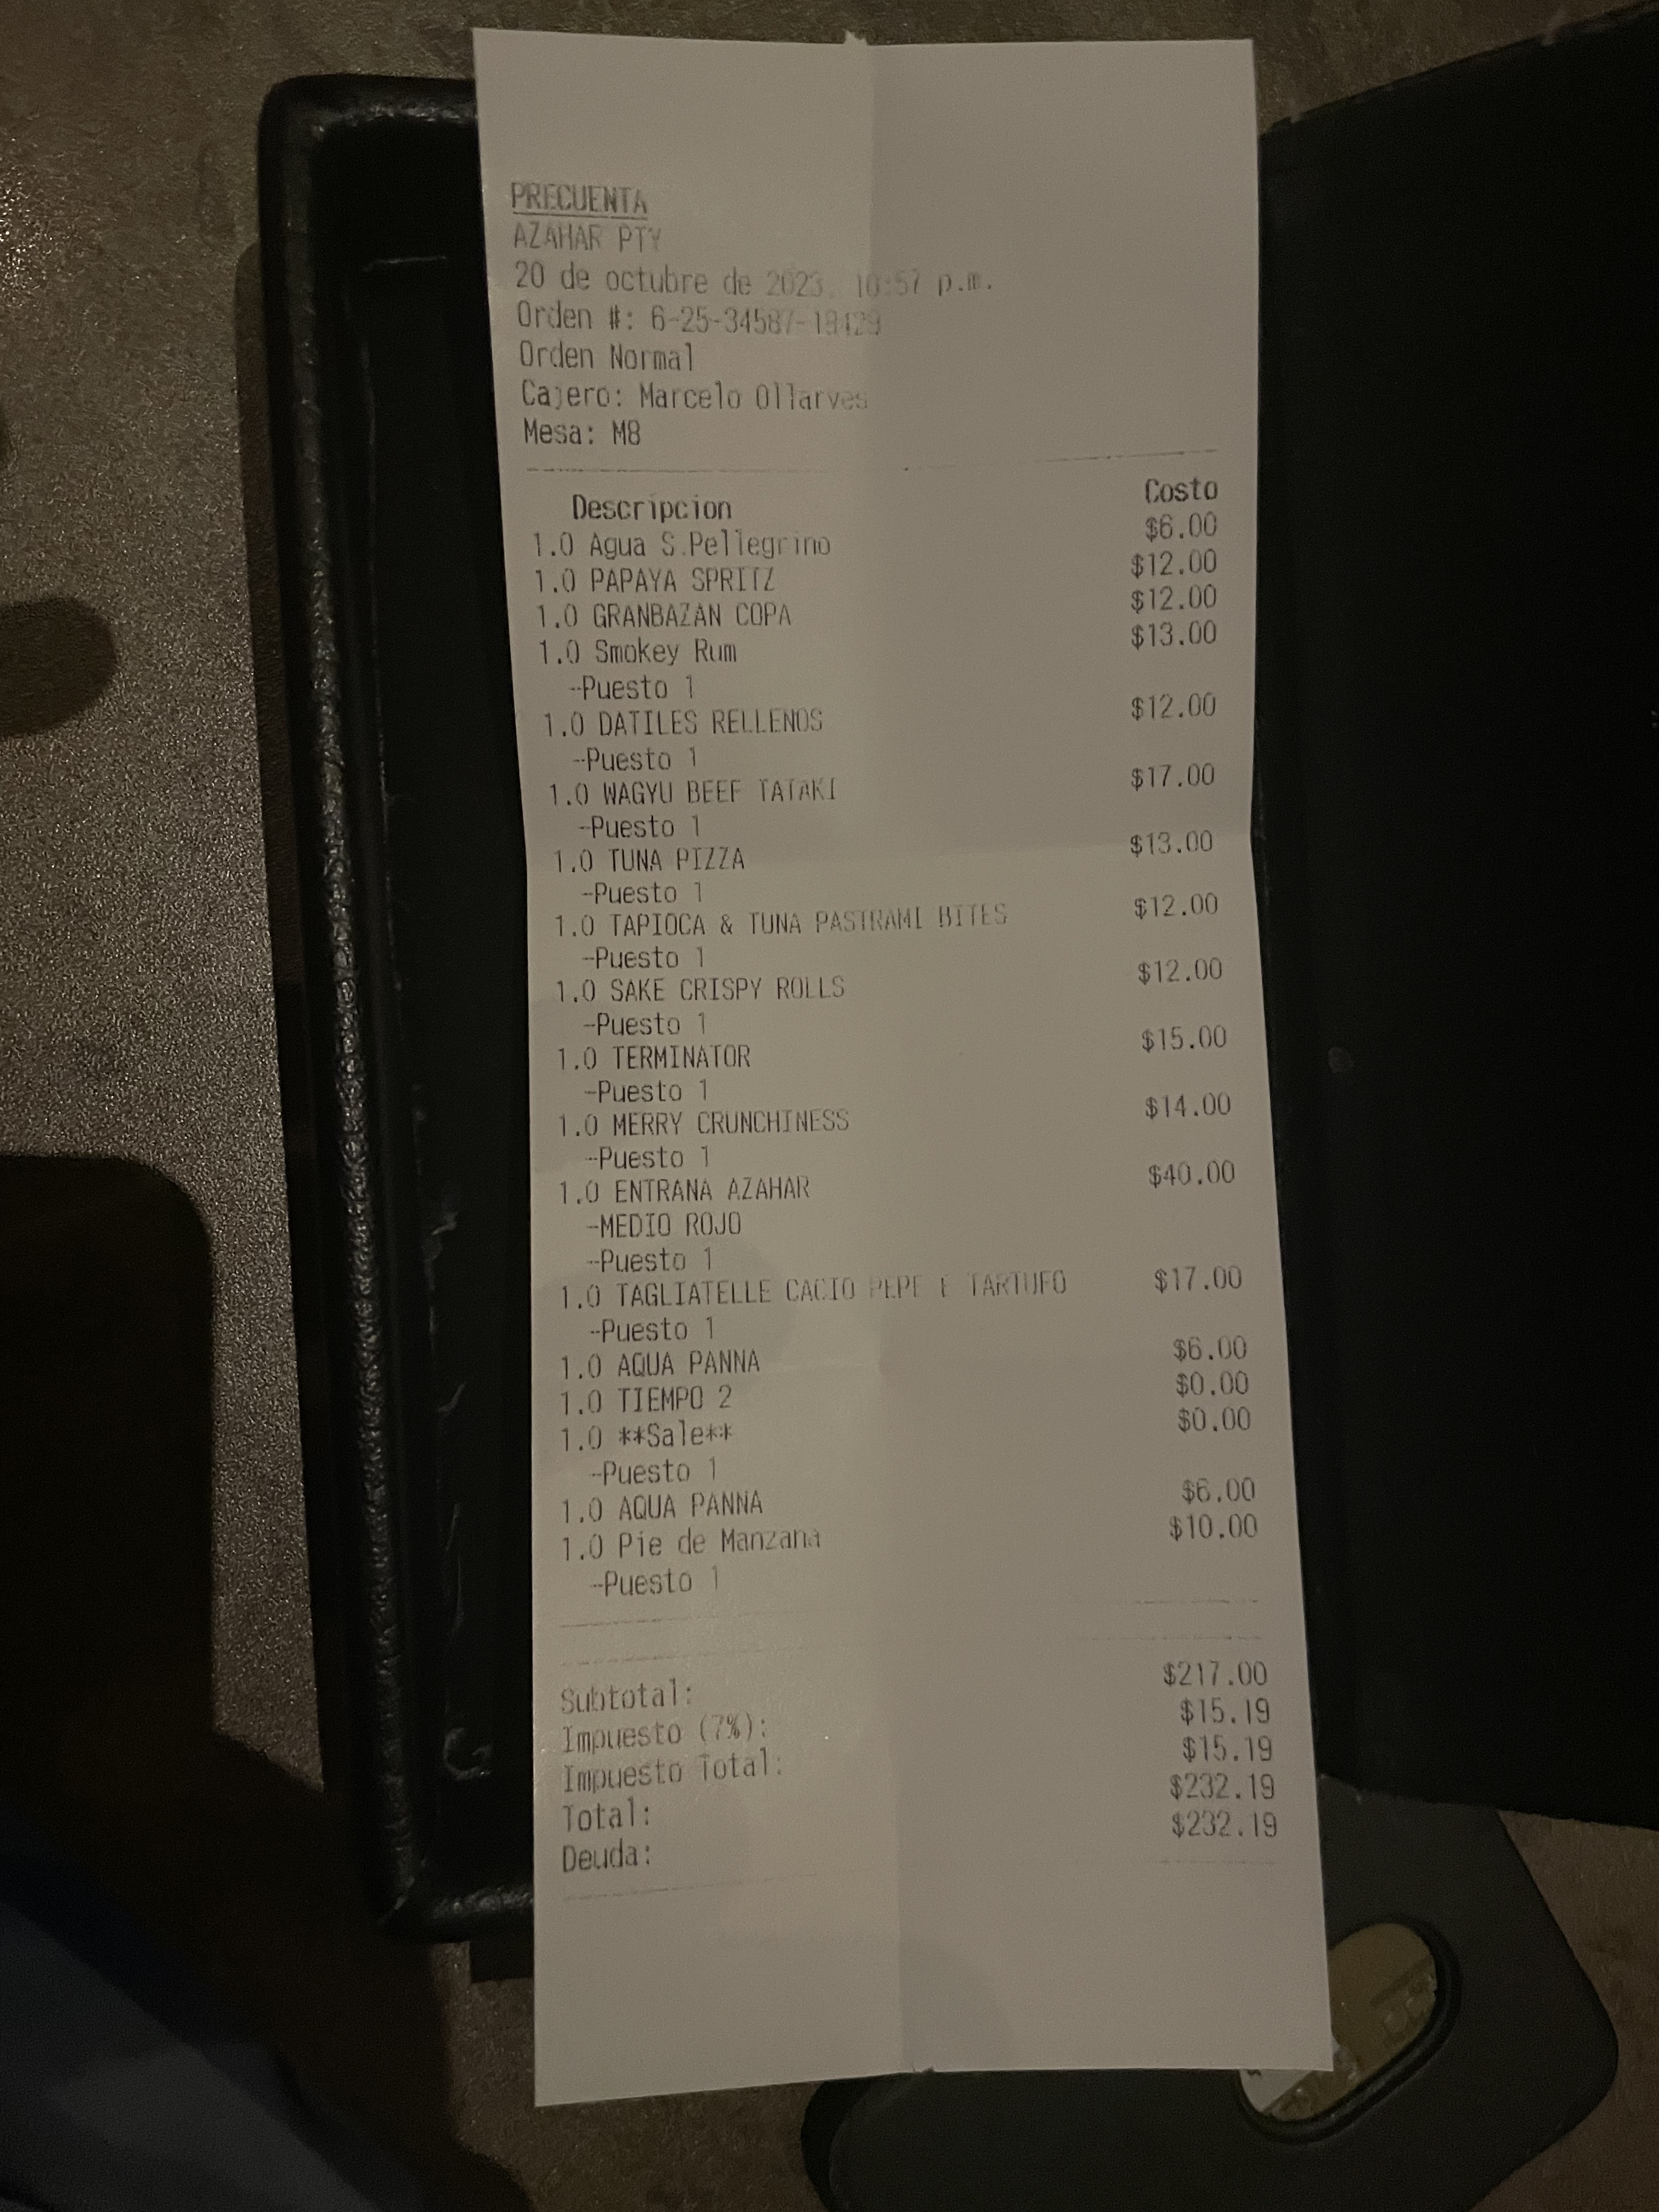 PRECUENTA
AZAHAR PTY
20 de octubre de 2023, 10:57 p.m.
Orden #: 6-25-34587-19429
Orden Normal
Cajero: Marcelo Ollarves
Mesa: M8
Descripcion Costo
1.0 Agua S.Pellegrino $6.00
1.0 PAPAYA SPRITZ $12.00
1.0 GRANBAZAN COPA $12.00
1.0 Smokey Rum $13.00
-Puesto 1
1.0 DATILES RELLENOS $12.00
-Puesto 1
1.0 WAGYU BEEF TATAKI $17.00
-Puesto 1
1.0 TUNA PIZZA $13.00
-Puesto 1
1.0 TAPIOCA & TUNA PASTRAMI BITES $12.00
-Puesto 1
1.0 SAKE CRISPY ROLLS $12.00
-Puesto 1
1.0 TERMINATOR $15.00
-Puesto 1
1.0 MERRY CRUNCHINESS $14.00
-Puesto 1
1.0 ENTRANA AZAHAR $40.00
-MEDIO ROJO
-Puesto 1
1.0 TAGLIATELLE CACIO PEPE E TARTUFO $17.00
-Puesto 1
1.0 AQUA PANNA $6.00
1.0 TIEMPO 2 $0.00
1.0 **Sale** $0.00
-Puesto 1
1.0 AQUA PANNA $6.00
1.0 Pie de Manzana $10.00
-Puesto 1
Subtotal: $217.00
Impuesto (7%): $15.19
Impuesto Total: $15.19
Total: $232.19
Deuda: $232.19